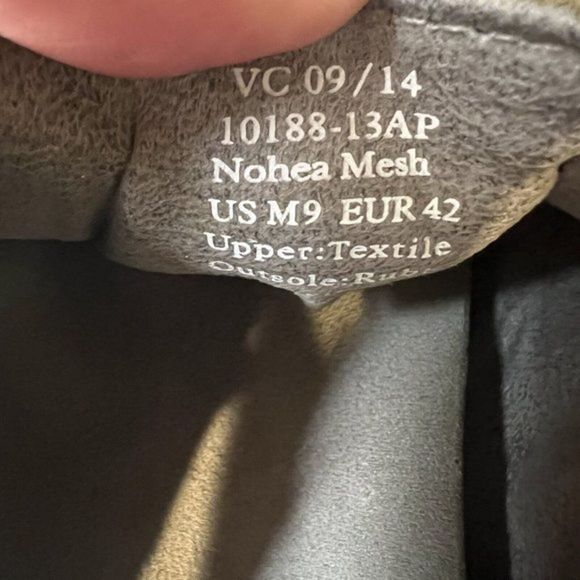 VC 09/14
10188-13AP
Nohea Mesh
US M9 EUR 42
Upper:Textile